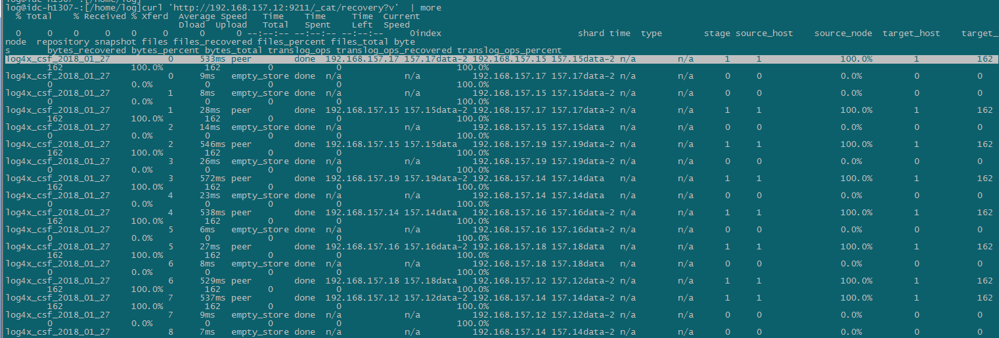 log@idc-h1307-:[/home/log]
log@idc-h1307-:[/home/log]curl 'http://192.168.157.12:9211/_cat/recovery?v' | more
% Total % Received % Xferd Average Speed Time Time Time Current
Dload Upload Total Spent Left Speed
0 0 0 0 0 0 0 0 --:--:-- --:--:-- --:--:-- 0index shard time type stage source_host source_node target_host target_
node repository snapshot files files_recovered files_percent files_total byte
s bytes_recovered bytes_percent bytes_total translog_ops translog_ops_recovered translog_ops_percent
log4x_csf_2018_01_27 0 533ms peer done 192.168.157.17 157.17data-2 192.168.157.15 157.15data-2 n/a n/a 1 1 100.0% 1 162
162 100.0% 162 0 0 100.0%
log4x_csf_2018_01_27 0 9ms empty_store done n/a n/a 192.168.157.17 157.17data-2 n/a n/a 0 0 0.0% 0 0
0 0.0% 0 0 0 100.0%
log4x_csf_2018_01_27 1 8ms empty_store done n/a n/a 192.168.157.15 157.15data-2 n/a n/a 0 0 0.0% 0 0
0 0.0% 0 0 0 100.0%
log4x_csf_2018_01_27 1 28ms peer done 192.168.157.15 157.15data-2 192.168.157.17 157.17data-2 n/a n/a 1 1 100.0% 1 162
162 100.0% 162 0 0 100.0%
log4x_csf_2018_01_27 2 14ms empty_store done n/a n/a 192.168.157.15 157.15data n/a n/a 0 0 0.0% 0 0
0 0.0% 0 0 0 100.0%
log4x_csf_2018_01_27 2 546ms peer done 192.168.157.15 157.15data 192.168.157.19 157.19data-2 n/a n/a 1 1 100.0% 1 162
162 100.0% 162 0 0 100.0%
log4x_csf_2018_01_27 3 26ms empty_store done n/a n/a 192.168.157.19 157.19data-2 n/a n/a 0 0 0.0% 0 0
0 0.0% 0 0 0 100.0%
log4x_csf_2018_01_27 3 572ms peer done 192.168.157.19 157.19data-2 192.168.157.14 157.14data n/a n/a 1 1 100.0% 1 162
162 100.0% 162 0 0 100.0%
log4x_csf_2018_01_27 4 23ms empty_store done n/a n/a 192.168.157.14 157.14data n/a n/a 0 0 0.0% 0 0
0 0.0% 0 0 0 100.0%
log4x_csf_2018_01_27 4 538ms peer done 192.168.157.14 157.14data 192.168.157.16 157.16data-2 n/a n/a 1 1 100.0% 1 162
162 100.0% 162 0 0 100.0%
log4x_csf_2018_01_27 5 6ms empty_store done n/a n/a 192.168.157.16 157.16data-2 n/a n/a 0 0 0.0% 0 0
0 0.0% 0 0 0 100.0%
log4x_csf_2018_01_27 5 27ms peer done 192.168.157.16 157.16data-2 192.168.157.18 157.18data n/a n/a 1 1 100.0% 1 162
162 100.0% 162 0 0 100.0%
log4x_csf_2018_01_27 6 8ms empty_store done n/a n/a 192.168.157.18 157.18data n/a n/a 0 0 0.0% 0 0
0 0.0% 0 0 0 100.0%
log4x_csf_2018_01_27 6 529ms peer done 192.168.157.18 157.18data 192.168.157.12 157.12data-2 n/a n/a 1 1 100.0% 1 162
162 100.0% 162 0 0 100.0%
log4x_csf_2018_01_27 7 537ms peer done 192.168.157.12 157.12data-2 192.168.157.14 157.14data-2 n/a n/a 1 1 100.0% 1 162
162 100.0% 162 0 0 100.0%
log4x_csf_2018_01_27 7 9ms empty_store done n/a n/a 192.168.157.12 157.12data-2 n/a n/a 0 0 0.0% 0 0
0 0.0% 0 0 0 100.0%
log4x_csf_2018_01_27 8 7ms empty_store done n/a n/a 192.168.157.14 157.14data-2 n/a n/a 0 0 0.0% 0 0